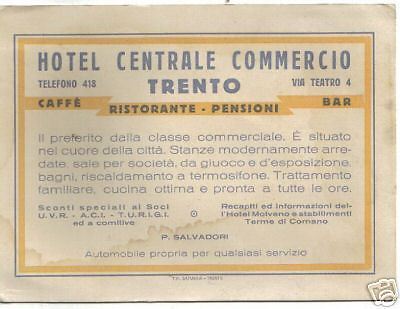 HOTEL CENTRALE COMMERCIO
TELEFONO 418
TRENTO
VIA TEATRO 4
CAFFÈ
RISTORANTE - PENSIONI
BAR
Il preferito dalla classe commerciale. È situato
nel cuore della città. Stanze modernamente arre-
date, sale per società, da giuoco e d'esposizione,
bagni, riscaldamento a termosifone. Trattamento
familiare, cucina ottima e pronta a tutte le ore.
Sconti speciali ai Soci
U.V.R. - A.C.I. - T.U.R.I.G.I.
ed a comitive
Recapiti ed informazioni del-
l'Hotel Molveno e stabilimenti
Terme di Comano
P. SALVADORI
Automobile propria per qualsiasi servizio
TRENTO